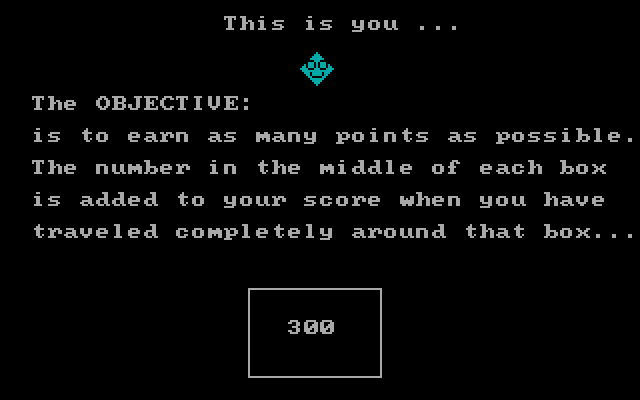 This is you ...
The OBJECTIVE:
is to earn as many points as possible.
The number in the middle of each box
is added to your score when you have
traveled completely around that box...
300